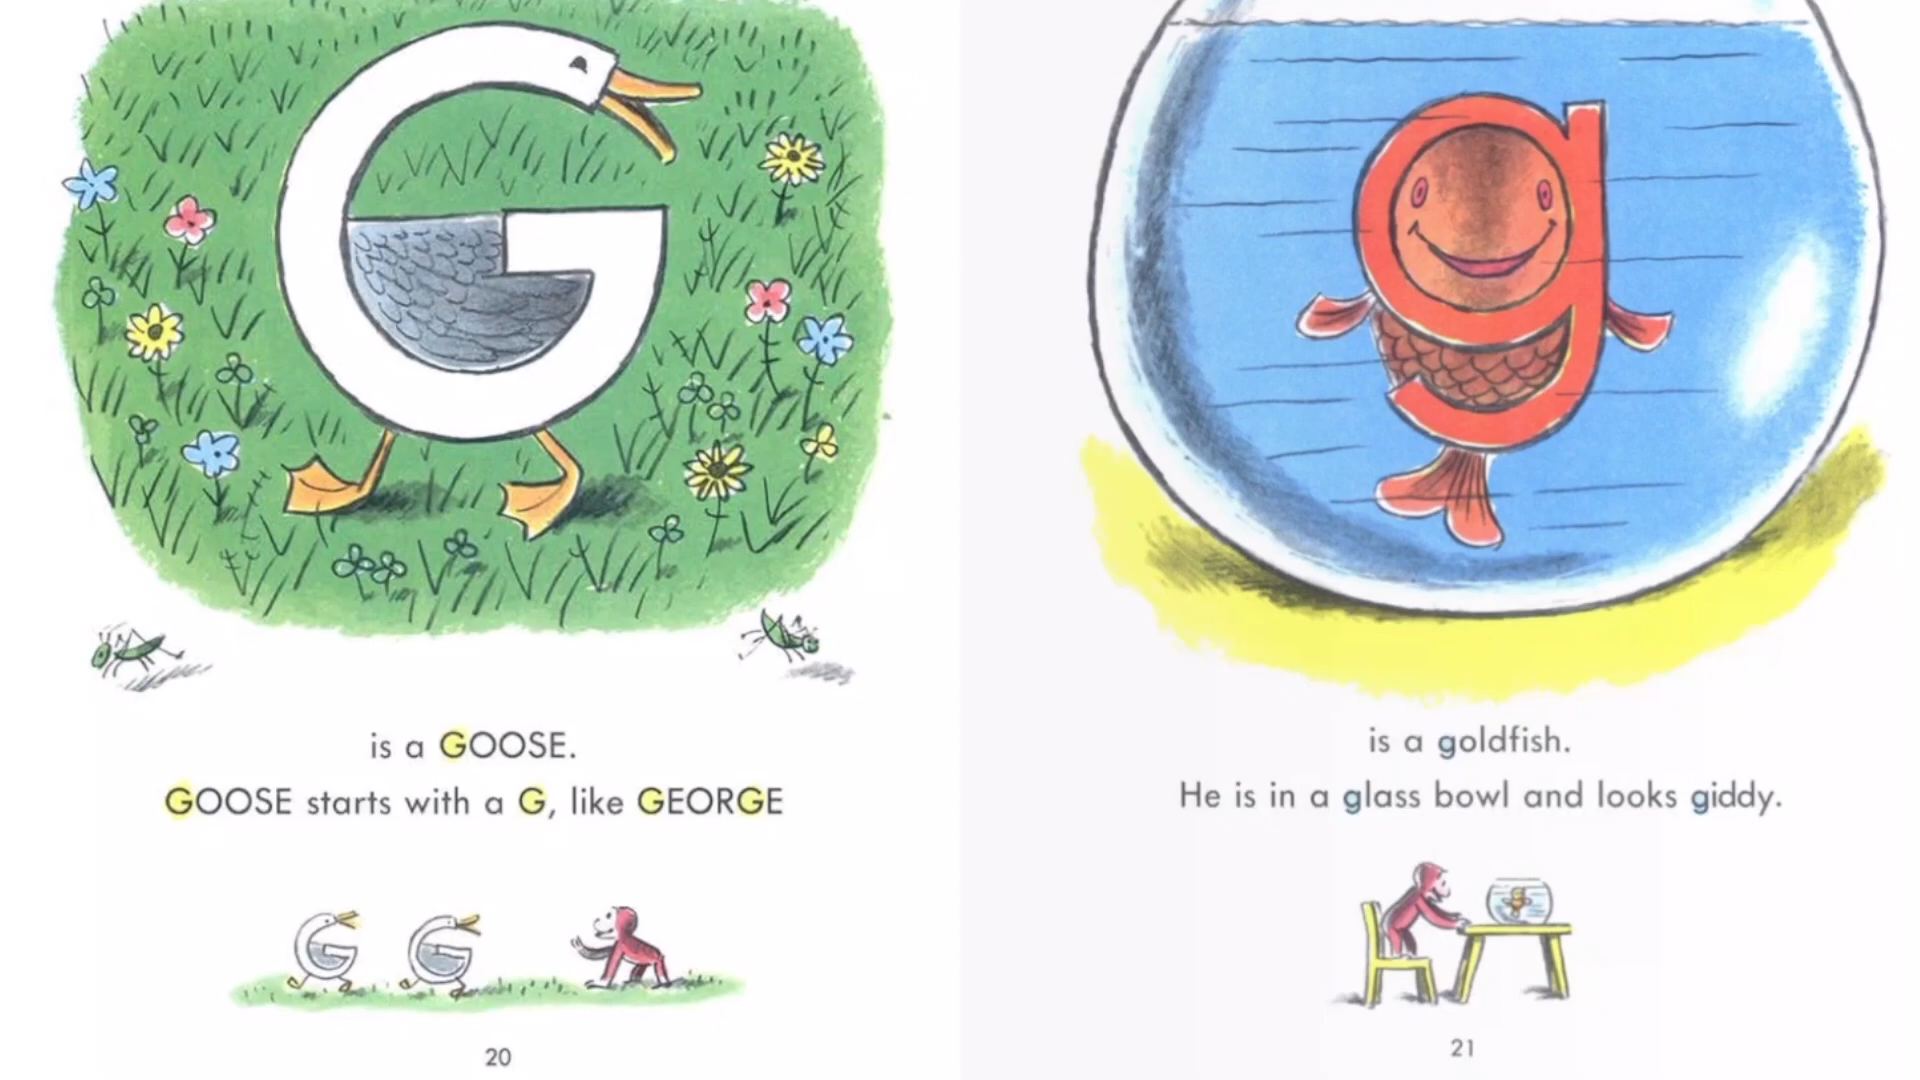 G
is a GOOSE.
GOOSE starts with a G, like GEORGE
G G
20
g
is a goldfish.
He is in a glass bowl and looks giddy.
21